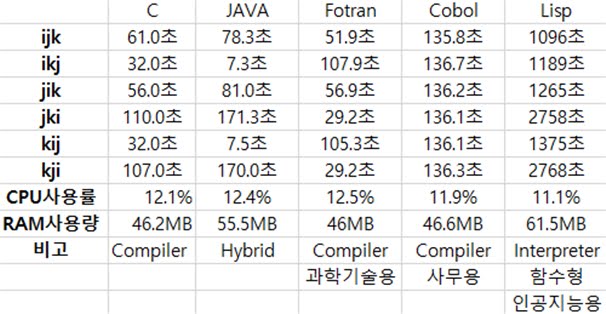 C JAVA Fotran Cobol Lisp
ijk 61.0초 78.3초 51.9초 135.8초 1096초
ikj 32.0초 7.3초 107.9초 136.7초 1189초
jik 56.0초 81.0초 56.9초 136.2초 1265초
jki 110.0초 171.3초 29.2초 136.1초 2758초
kij 32.0초 7.5초 105.3초 136.1초 1375초
kji 107.0초 170.0초 29.2초 136.3초 2768초
CPU사용률 12.1% 12.4% 12.5% 11.9% 11.1%
RAM사용량 46.2MB 55.5MB 46MB 46.6MB 61.5MB
비고 Compiler Hybrid Compiler Compiler Interpreter
과학기술용 사무용 함수형
인공지능용